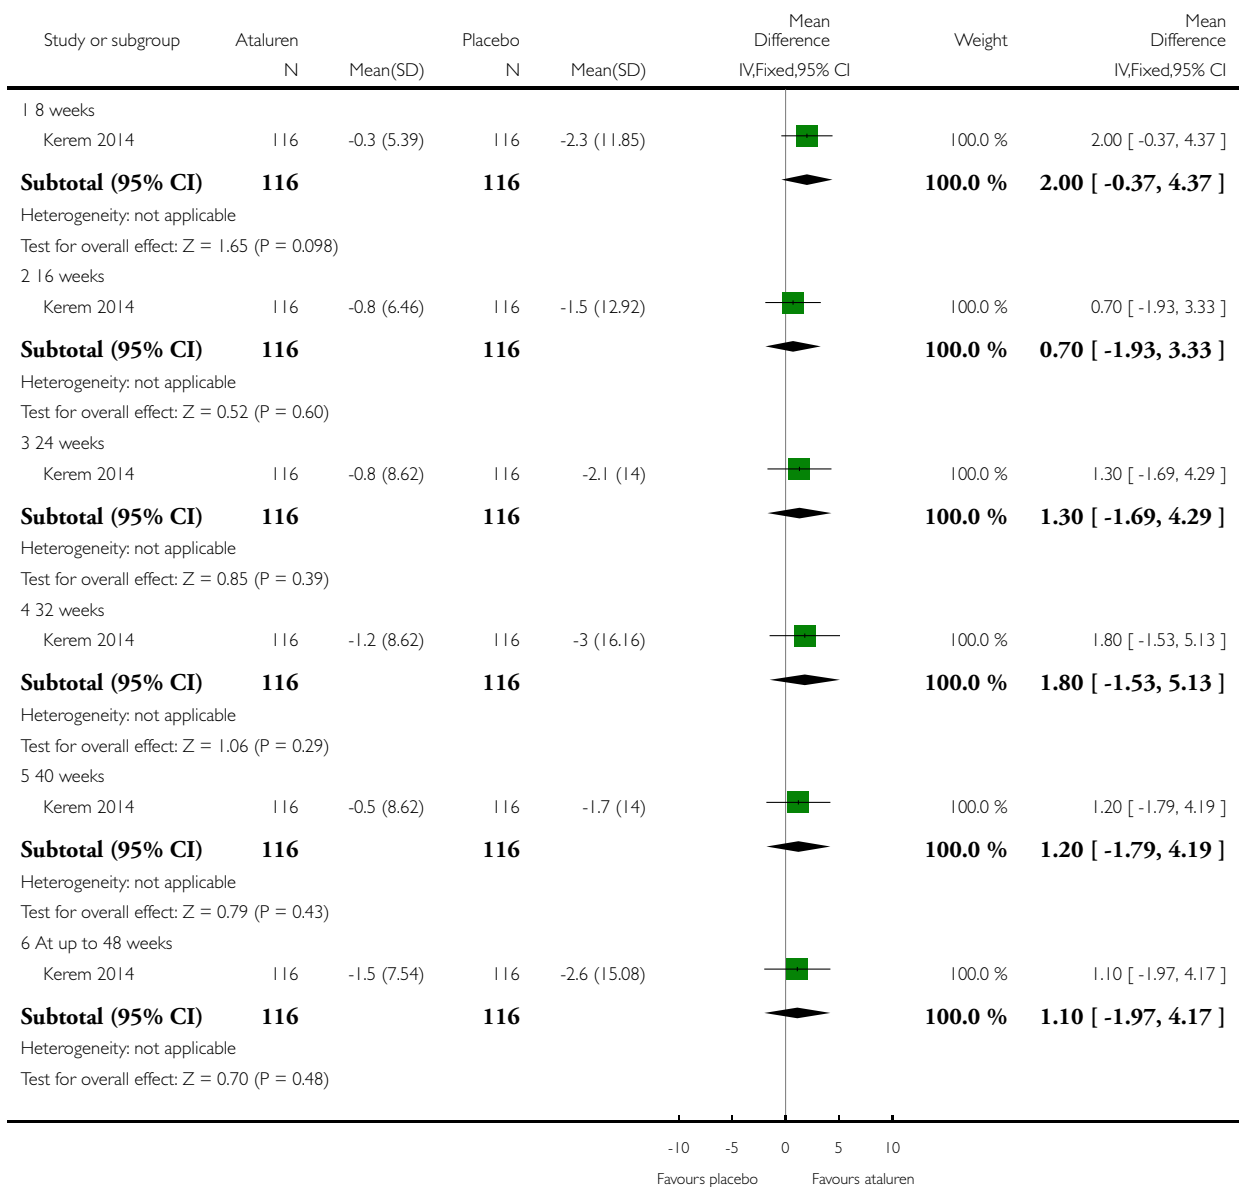 Study or subgroup Ataluren Placebo Mean Difference Weight Mean Difference
N Mean(SD) N Mean(SD) IV,Fixed,95% CI IV,Fixed,95% CI
1 8 weeks
Kerem 2014 116 -0.3 (5.39) 116 -2.3 (11.85) 100.0 % 2.00 [ -0.37, 4.37 ]
Subtotal (95% CI) 116 116 100.0 % 2.00 [ -0.37, 4.37 ]
Heterogeneity: not applicable
Test for overall effect: Z = 1.65 (P = 0.098)
2 16 weeks
Kerem 2014 116 -0.8 (6.46) 116 -1.5 (12.92) 100.0 % 0.70 [ -1.93, 3.33 ]
Subtotal (95% CI) 116 116 100.0 % 0.70 [ -1.93, 3.33 ]
Heterogeneity: not applicable
Test for overall effect: Z = 0.52 (P = 0.60)
3 24 weeks
Kerem 2014 116 -0.8 (8.62) 116 -2.1 (14) 100.0 % 1.30 [ -1.69, 4.29 ]
Subtotal (95% CI) 116 116 100.0 % 1.30 [ -1.69, 4.29 ]
Heterogeneity: not applicable
Test for overall effect: Z = 0.85 (P = 0.39)
4 32 weeks
Kerem 2014 116 -1.2 (8.62) 116 -3 (16.16) 100.0 % 1.80 [ -1.53, 5.13 ]
Subtotal (95% CI) 116 116 100.0 % 1.80 [ -1.53, 5.13 ]
Heterogeneity: not applicable
Test for overall effect: Z = 1.06 (P = 0.29)
5 40 weeks
Kerem 2014 116 -0.5 (8.62) 116 -1.7 (14) 100.0 % 1.20 [ -1.79, 4.19 ]
Subtotal (95% CI) 116 116 100.0 % 1.20 [ -1.79, 4.19 ]
Heterogeneity: not applicable
Test for overall effect: Z = 0.79 (P = 0.43)
6 At up to 48 weeks
Kerem 2014 116 -1.5 (7.54) 116 -2.6 (15.08) 100.0 % 1.10 [ -1.97, 4.17 ]
Subtotal (95% CI) 116 116 100.0 % 1.10 [ -1.97, 4.17 ]
Heterogeneity: not applicable
Test for overall effect: Z = 0.70 (P = 0.48)
-10 -5 0 5 10
Favours placebo Favours ataluren